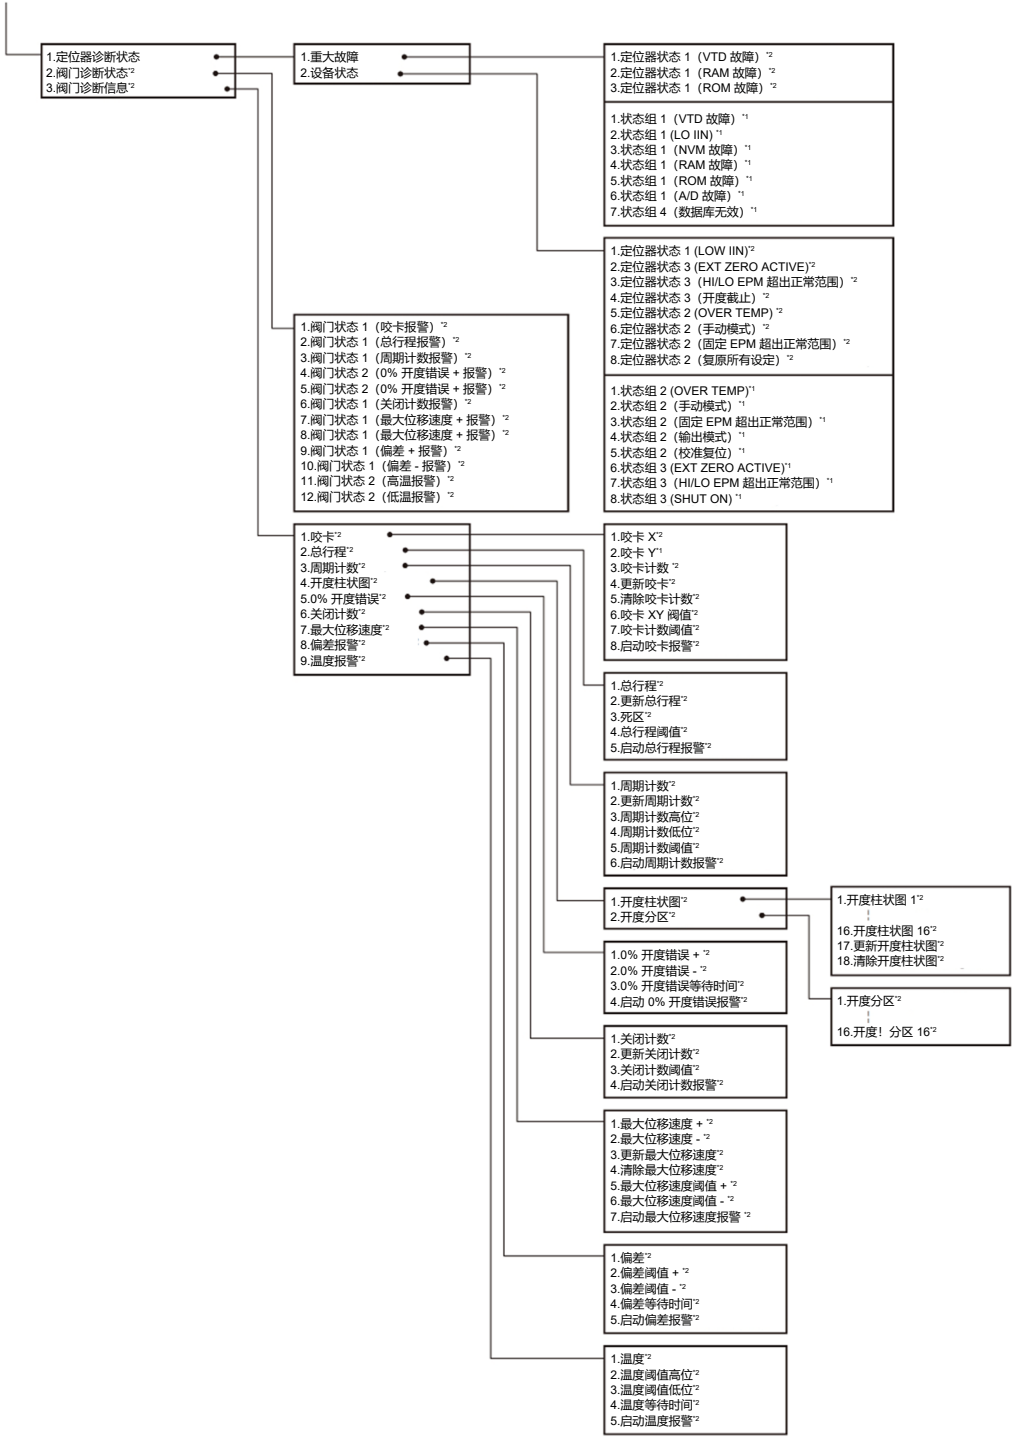 1.定位器诊断状态
2.阀门诊断状态*2
3.阀门诊断信息*2
1.重大故障
2.设备状态
1.定位器状态 1（VTD 故障）*2
2.定位器状态 1（RAM 故障）*2
3.定位器状态 1（ROM 故障）*2
1.状态组 1（VTD 故障）*1
2.状态组 1 (LO IIN) *1
3.状态组 1（NVM 故障）*1
4.状态组 1（RAM 故障）*1
5.状态组 1（ROM 故障）*1
6.状态组 1（A/D 故障）*1
7.状态组 4（数据库无效）*1
1.定位器状态 1 (LOW IIN)*2
2.定位器状态 3 (EXT ZERO ACTIVE)*2
3.定位器状态 3（HI/LO EPM 超出正常范围）*2
4.定位器状态 3（开度截止）*2
5.定位器状态 2 (OVER TEMP) *2
6.定位器状态 2（手动模式）*2
7.定位器状态 2（固定 EPM 超出正常范围）*2
8.定位器状态 2（复原所有设定）*2
1.状态组 2 (OVER TEMP)*1
2.状态组 2（手动模式）*1
3.状态组 2（固定 EPM 超出正常范围）*1
4.状态组 2（输出模式）*1
5.状态组 2（校准复位）*1
6.状态组 3 (EXT ZERO ACTIVE)*1
7.状态组 3（HI/LO EPM 超出正常范围）*1
8.状态组 3 (SHUT ON) *1
1.阀门状态 1（咬卡报警）*2
2.阀门状态 1（总行程报警）*2
3.阀门状态 1（周期计数报警）*2
4.阀门状态 2（0% 开度错误 + 报警）*2
5.阀门状态 2（0% 开度错误 + 报警）*2
6.阀门状态 1（关闭计数报警）*2
7.阀门状态 1（最大位移速度 + 报警）*2
8.阀门状态 1（最大位移速度 + 报警）*2
9.阀门状态 1（偏差 + 报警）*2
10.阀门状态 1（偏差 - 报警）*2
11.阀门状态 2（高温报警）*2
12.阀门状态 2（低温报警）*2
1.咬卡*2
2.总行程*2
3.周期计数*2
4.开度柱状图*2
5.0% 开度错误*2
6.关闭计数*2
7.最大位移速度*2
8.偏差报警*2
9.温度报警*2
1.咬卡 X*2
2.咬卡 Y*1
3.咬卡计数 *2
4.更新咬卡*2
5.清除咬卡计数*2
6.咬卡 XY 阀值*2
7.咬卡计数阈值*2
8.启动咬卡报警*2
1.总行程*2
2.更新总行程*2
3.死区*2
4.总行程阈值*2
5.启动总行程报警*2
1.周期计数*2
2.更新周期计数*2
3.周期计数高位*2
4.周期计数低位*2
5.周期计数阈值*2
6.启动周期计数报警*2
1.开度柱状图*2
2.开度分区*2
1.开度柱状图 1*2
16.开度柱状图 16*2
17.更新开度柱状图*2
18.清除开度柱状图*2
1.0% 开度错误 + *2
2.0% 开度错误 - *2
3.0% 开度错误等待时间*2
4.启动 0% 开度错误报警*2
1.开度分区*2
16.开度！分区 16*2
1.关闭计数*2
2.更新关闭计数*2
3.关闭计数阈值*2
4.启动关闭计数报警*2
1.最大位移速度 + *2
2.最大位移速度 - *2
3.更新最大位移速度*2
4.清除最大位移速度*2
5.最大位移速度阈值 + *2
6.最大位移速度阈值 - *2
7.启动最大位移速度报警 *2
1.偏差*2
2.偏差阈值 + *2
3.偏差阈值 - *2
4.偏差等待时间*2
5.启动偏差报警*2
1.温度*2
2.温度阈值高位*2
3.温度阈值低位*2
4.温度等待时间*2
5.启动温度报警*2